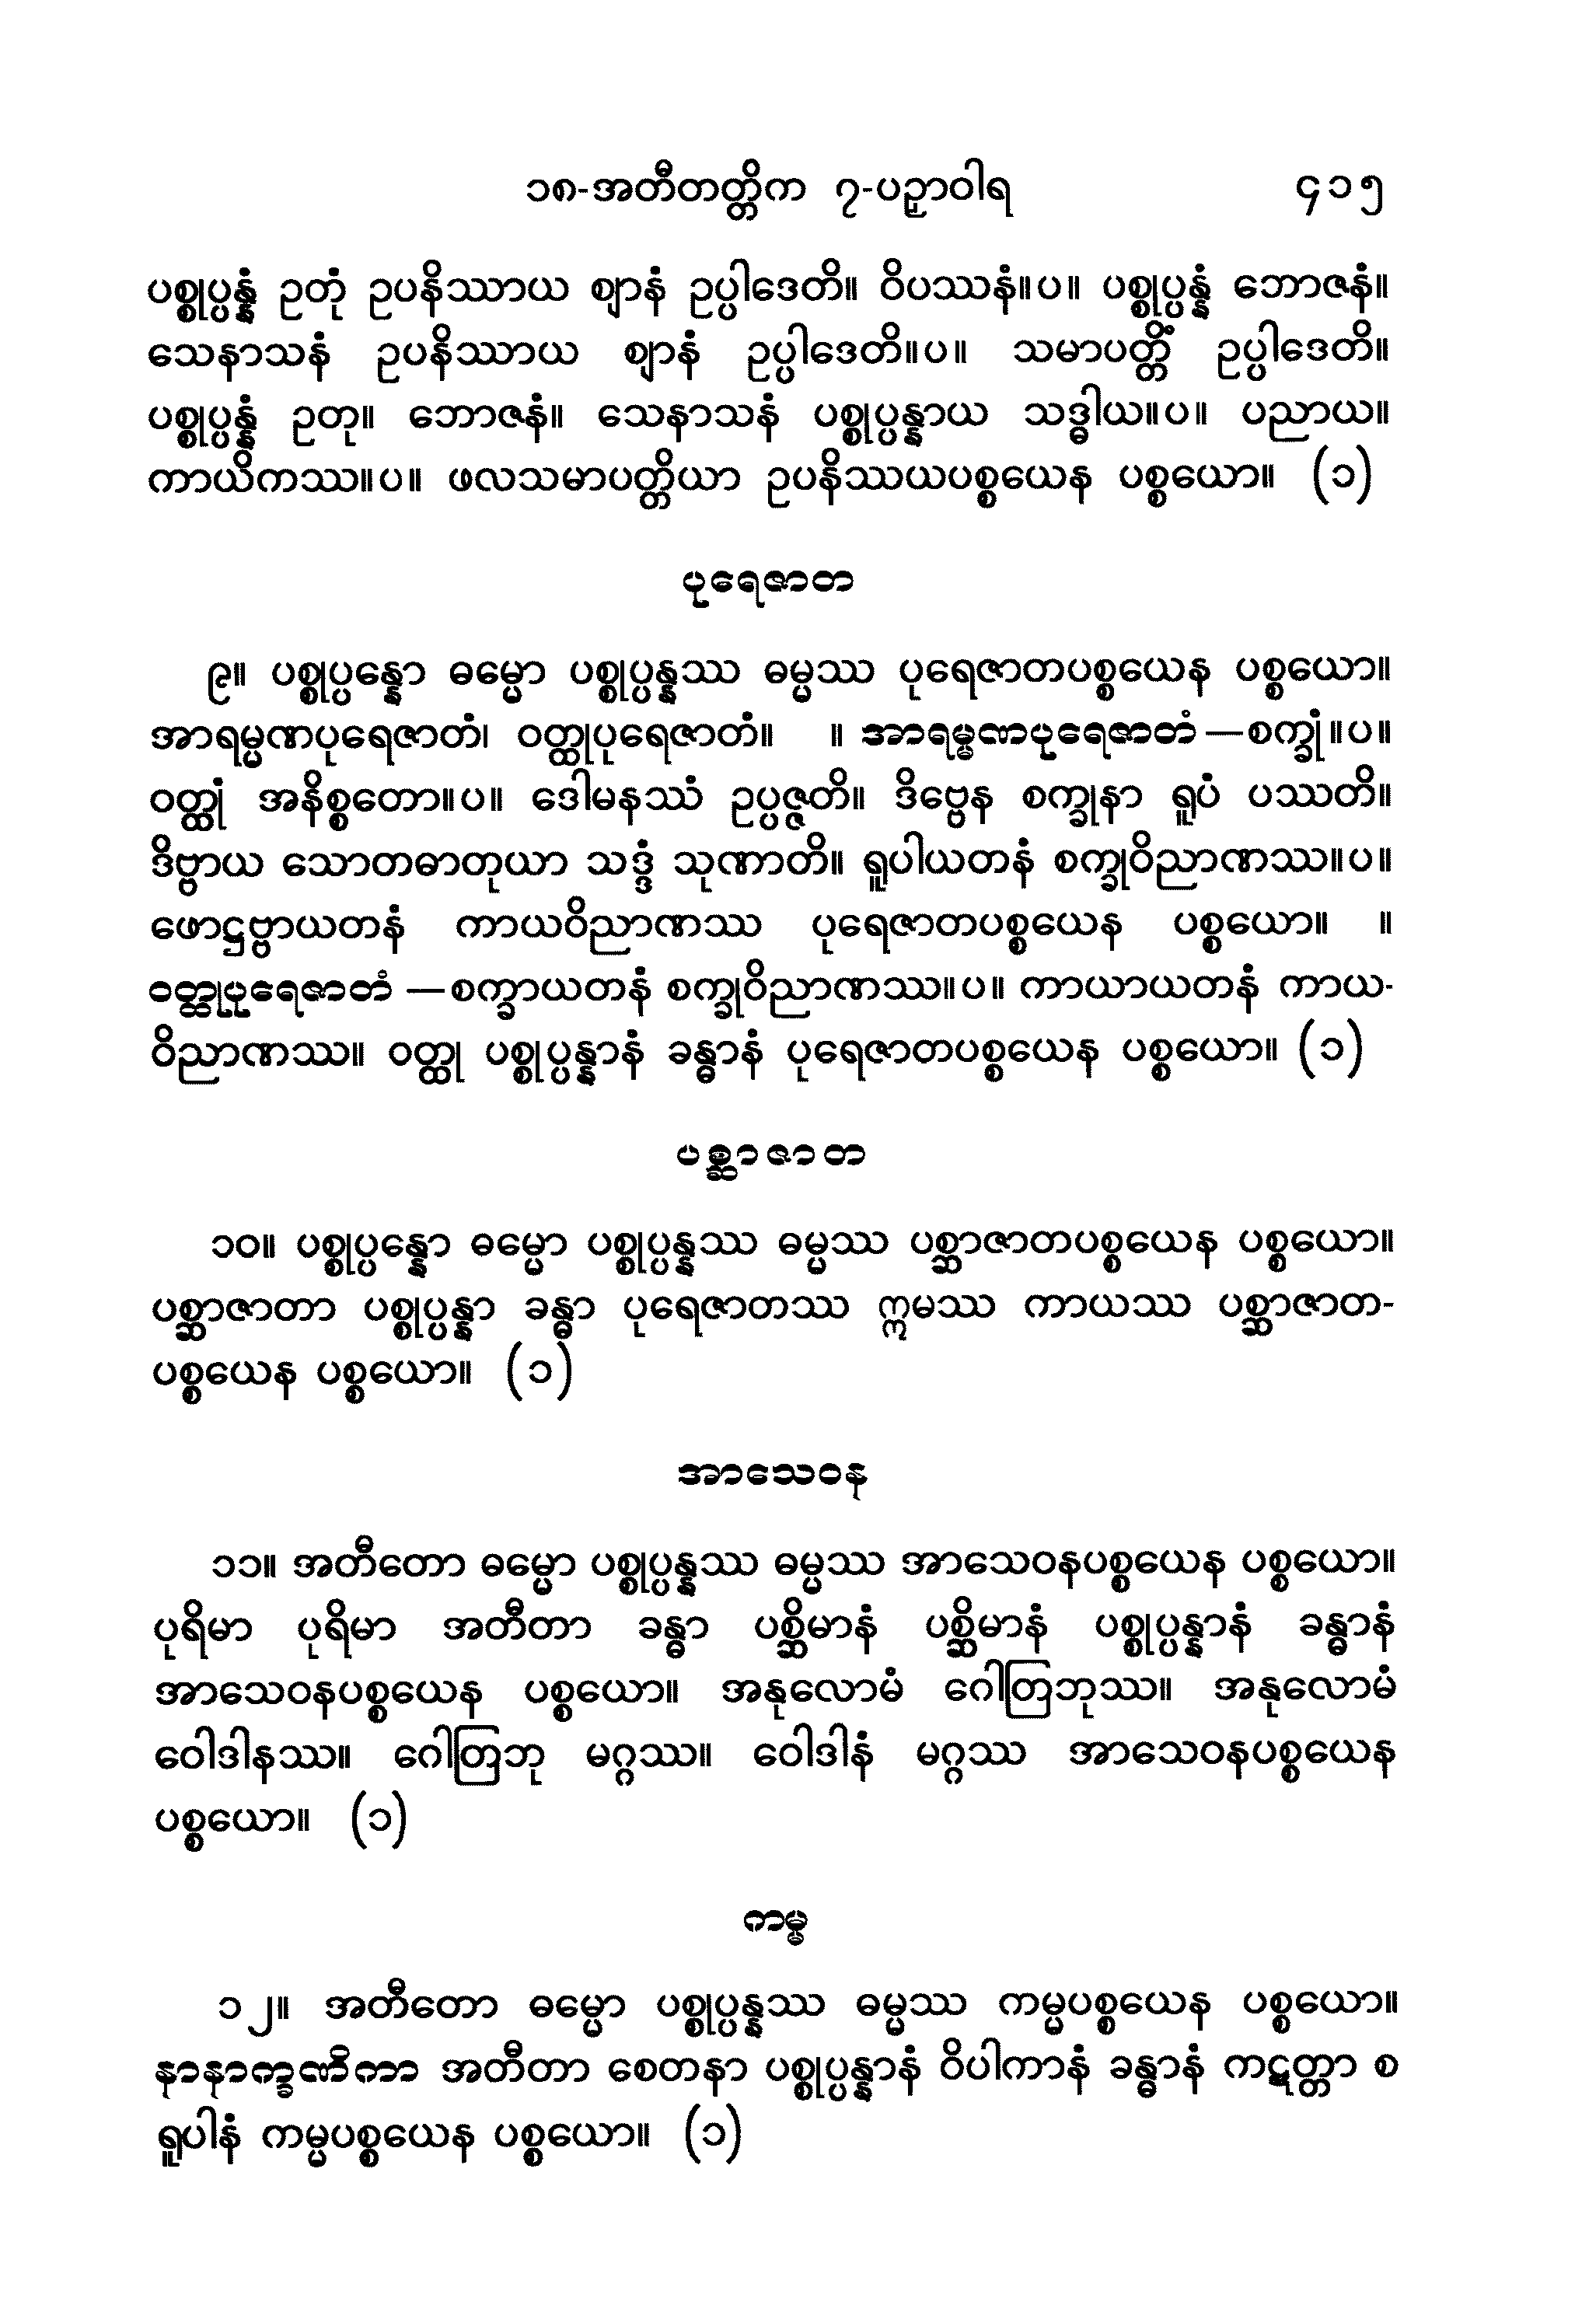 ၁၈-အတီတတ္တိက ၇-ပဉှာဝါရ ၄၁၅
ပစ္စုပ္ပန္နံ ဥတုံ ဥပနိဿာယ ဈာနံ ဥပ္ပါဒေတိ။ ဝိပဿနံ။ပ။ ပစ္စုပ္ပန္နံ ဘောဇနံ။
သေနာသနံ ဥပနိဿာယ ဈာနံ ဥပ္ပါဒေတိ။ပ။ သမာပတ္တိံ ဥပ္ပါဒေတိ။
ပစ္စုပ္ပန္နံ ဥတု။ ဘောဇနံ။ သေနာသနံ ပစ္စုပ္ပန္နာယ သဒ္ဓါယ။ပ။ ပညာယ။
ကာယိကဿ။ပ။ ဖလသမာပတ္တိယာ ဥပနိဿယပစ္စယေန ပစ္စယော။ (၁)
ပုရေဇာတ
၉။ ပစ္စုပ္ပန္နော ဓမ္မော ပစ္စုပ္ပန္နဿ ဓမ္မဿ ပုရေဇာတပစ္စယေန ပစ္စယော။
အာရမ္မဏပုရေဇာတံ၊ ဝတ္ထုပုရေဇာတံ။ ။ အာရမ္မဏပုရေဇာတံ—စက္ခုံ။ပ။
ဝတ္ထုံ အနိစ္စတော။ပ။ ဒေါမနဿံ ဥပ္ပဇ္ဇတိ။ ဒိဗ္ဗေန စက္ခုနာ ရူပံ ပဿတိ။
ဒိဗ္ဗာယ သောတဓာတုယာ သဒ္ဒံ သုဏာတိ။ ရူပါယတနံ စက္ခုဝိညာဏဿ။ပ။
ဖောဋ္ဌဗ္ဗာယတနံ ကာယဝိညာဏဿ ပုရေဇာတပစ္စယေန ပစ္စယော။ ။
ဝတ္ထုပုရေဇာတံ —စက္ခာယတနံ စက္ခုဝိညာဏဿ။ပ။ ကာယာယတနံ ကာယ-
ဝိညာဏဿ။ ဝတ္ထု ပစ္စုပ္ပန္နာနံ ခန္ဓာနံ ပုရေဇာတပစ္စယေန ပစ္စယော။ (၁)
ပစ္ဆာဇာတ
၁၀။ ပစ္စုပ္ပန္နော ဓမ္မော ပစ္စုပ္ပန္နဿ ဓမ္မဿ ပစ္ဆာဇာတပစ္စယေန ပစ္စယော။
ပစ္ဆာဇာတာ ပစ္စုပ္ပန္နာ ခန္ဓာ ပုရေဇာတဿ ဣမဿ ကာယဿ ပစ္ဆာဇာတ-
ပစ္စယေန ပစ္စယော။ (၁)
အာသေဝန
၁၁။ အတီတော ဓမ္မော ပစ္စုပ္ပန္နဿ ဓမ္မဿ အာသေဝနပစ္စယေန ပစ္စယော။
ပုရိမာ ပုရိမာ အတီတာ ခန္ဓာ ပစ္ဆိမာနံ ပစ္ဆိမာနံ ပစ္စုပ္ပန္နာနံ ခန္ဓာနံ
အာသေဝနပစ္စယေန ပစ္စယော။ အနုလောမံ ဂေါတြဘုဿ။ အနုလောမံ
ဝေါဒါနဿ။ ဂေါတြဘု မဂ္ဂဿ။ ဝေါဒါနံ မဂ္ဂဿ အာသေဝနပစ္စယေန
ပစ္စယော။ (၁)
ကမ္မ
၁၂။ အတီတော ဓမ္မော ပစ္စုပ္ပန္နဿ ဓမ္မဿ ကမ္မပစ္စယေန ပစ္စယော။
နာနာက္ခဏိကာ အတီတာ စေတနာ ပစ္စုပ္ပန္နာနံ ဝိပါကာနံ ခန္ဓာနံ ကဋတ္တာ စ
ရူပါနံ ကမ္မပစ္စယေန ပစ္စယော။ (၁)